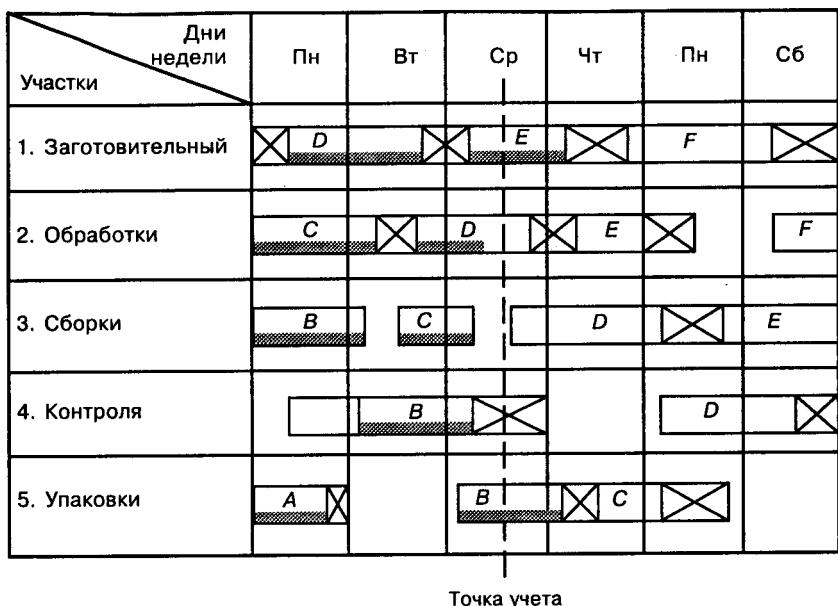 Дни
недели
Участки
Пн Вт Ср Чт Пн Сб
1. Заготовительный D E F
2. Обработки C D E F
3. Сборки B C D E
4. Контроля B D
5. Упаковки A B C
Точка учета